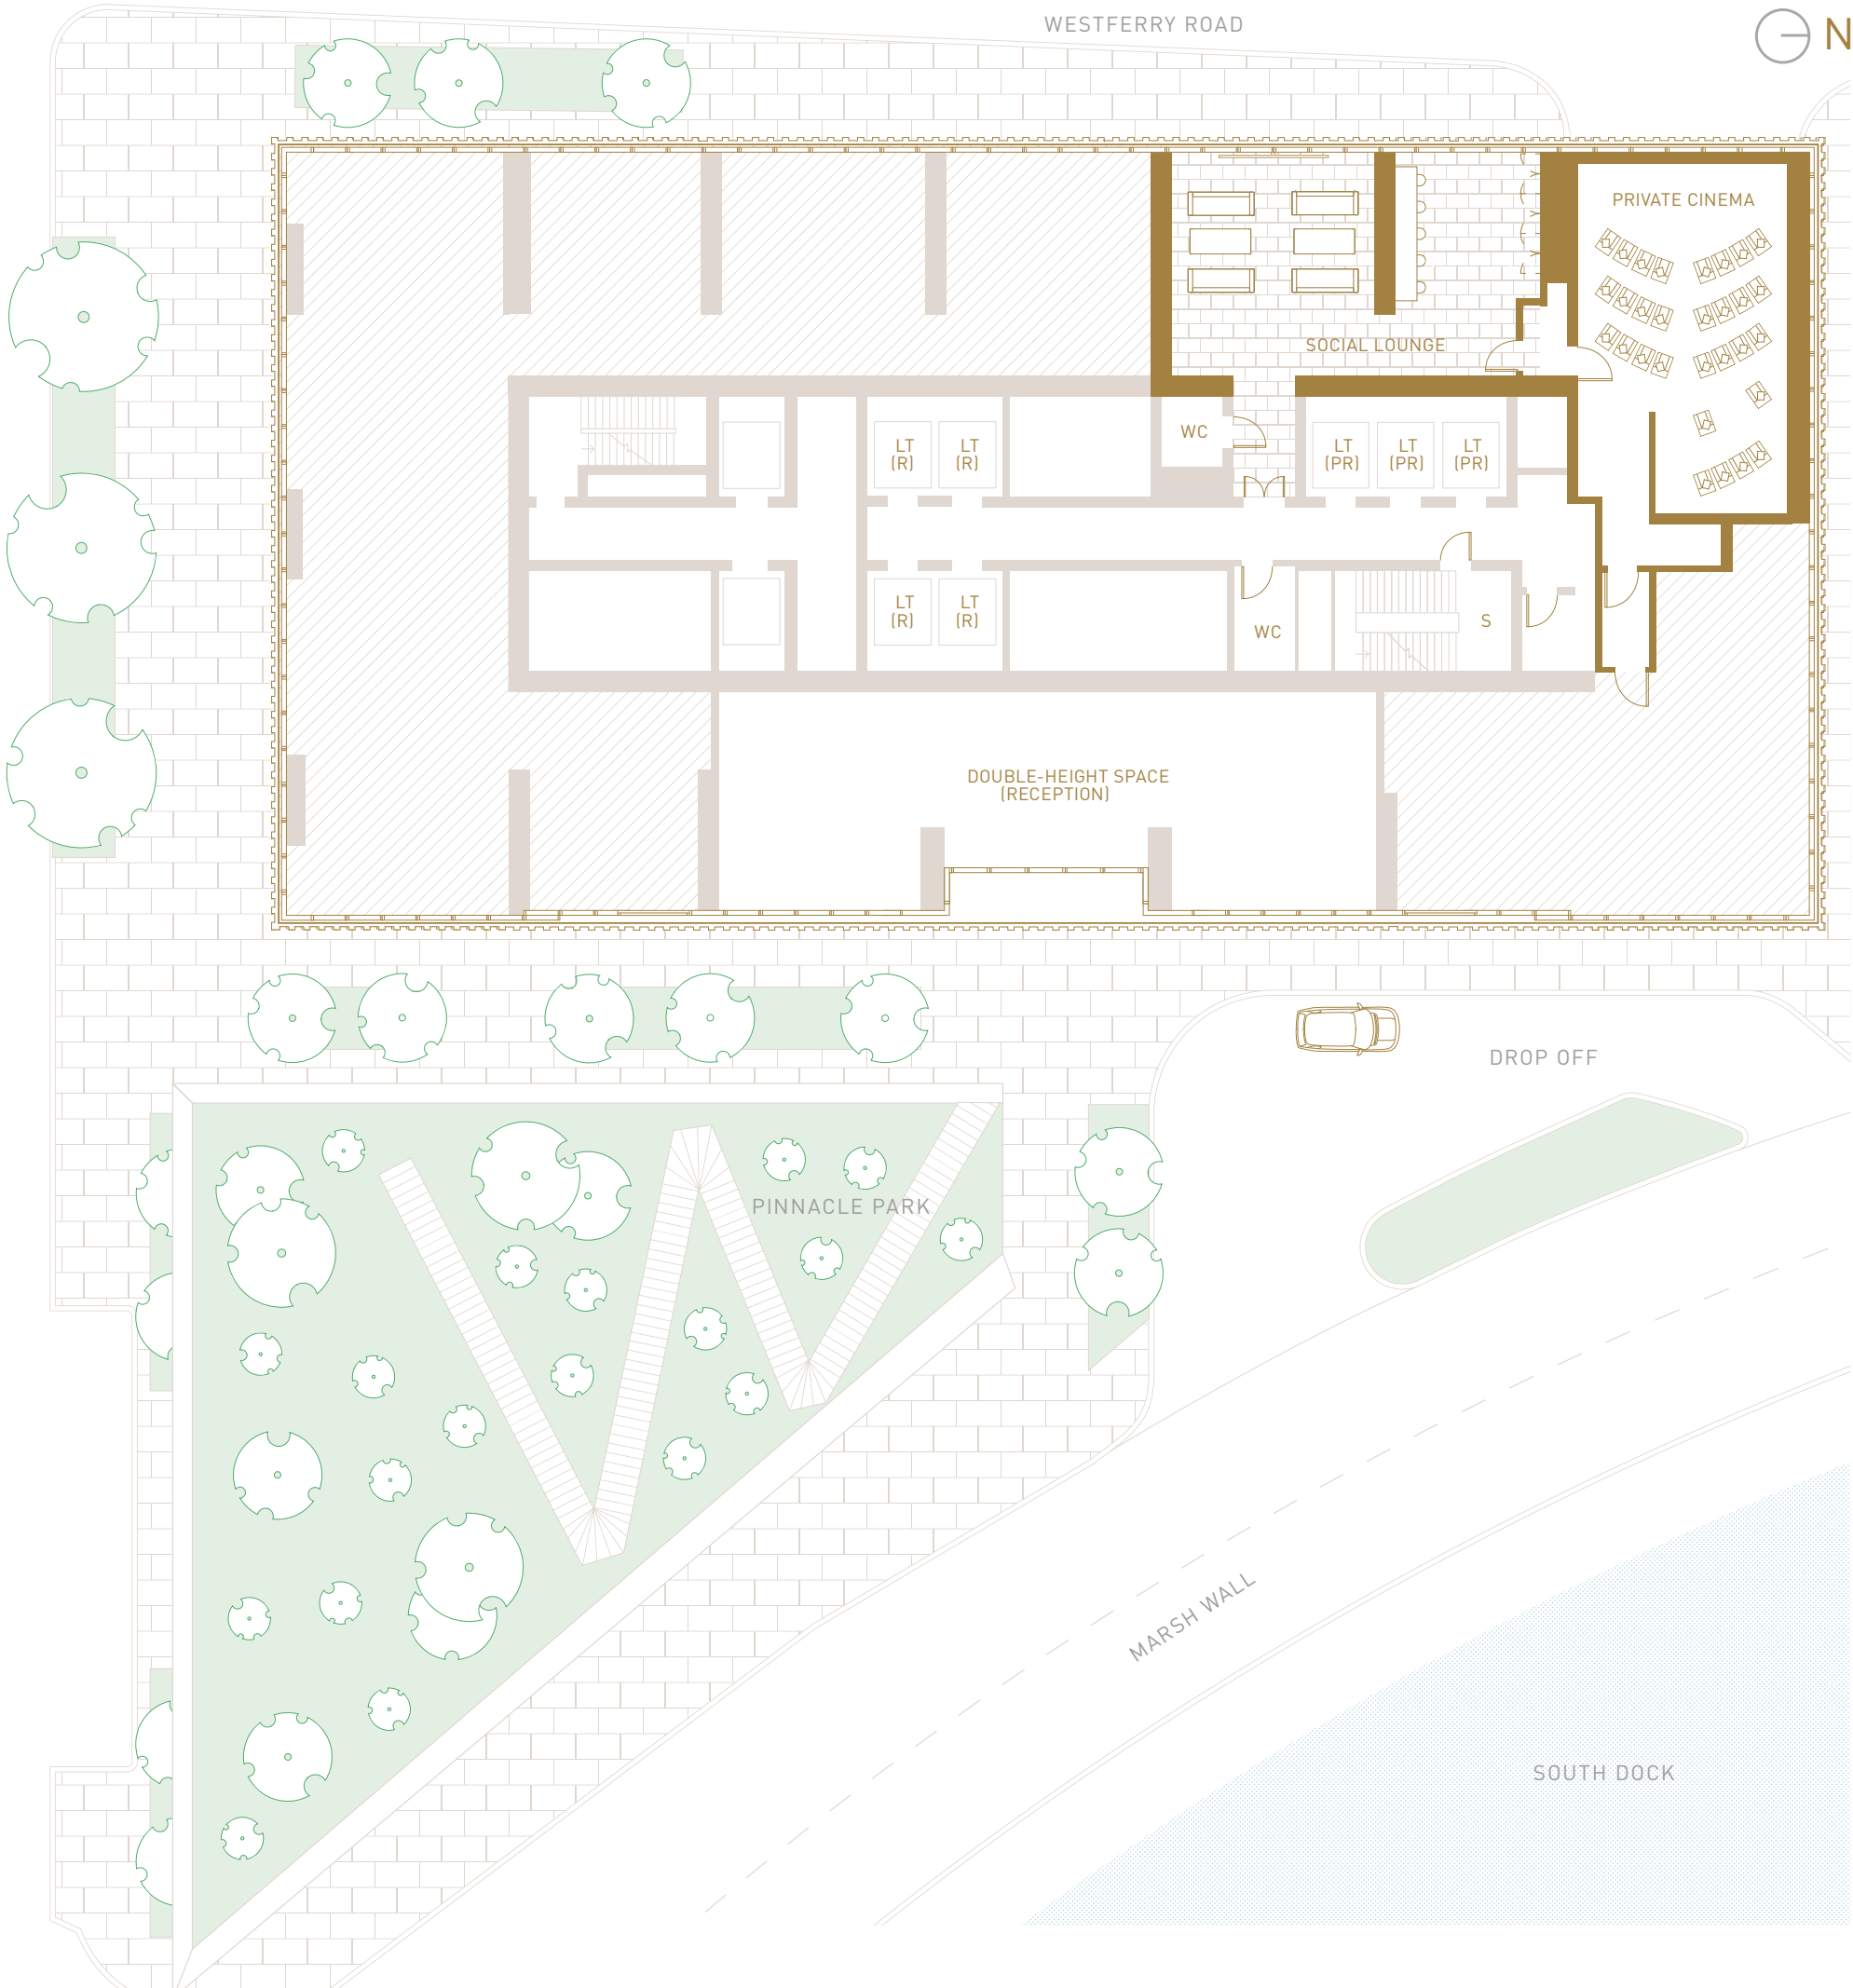 WESTFERRY ROAD
N
PRIVATE CINEMA
SOCIAL LOUNGE
WC
LT
(R)
LT
(R)
LT
(PR)
LT
(PR)
LT
(PR)
LT
(R)
LT
(R)
WC
S
DOUBLE-HEIGHT SPACE
(RECEPTION)
DROP OFF
PINNACLE PARK
MARSH WALL
SOUTH DOCK